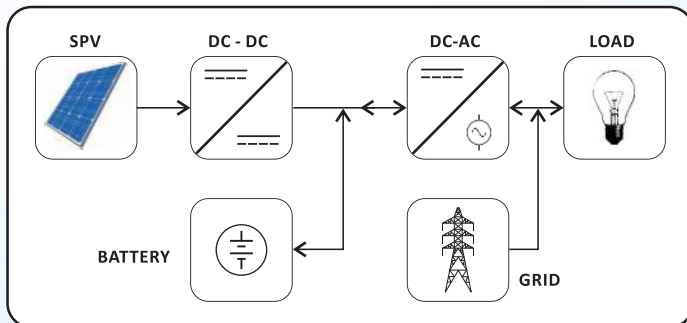 SPV
DC - DC
DC-AC
LOAD
BATTERY
GRID